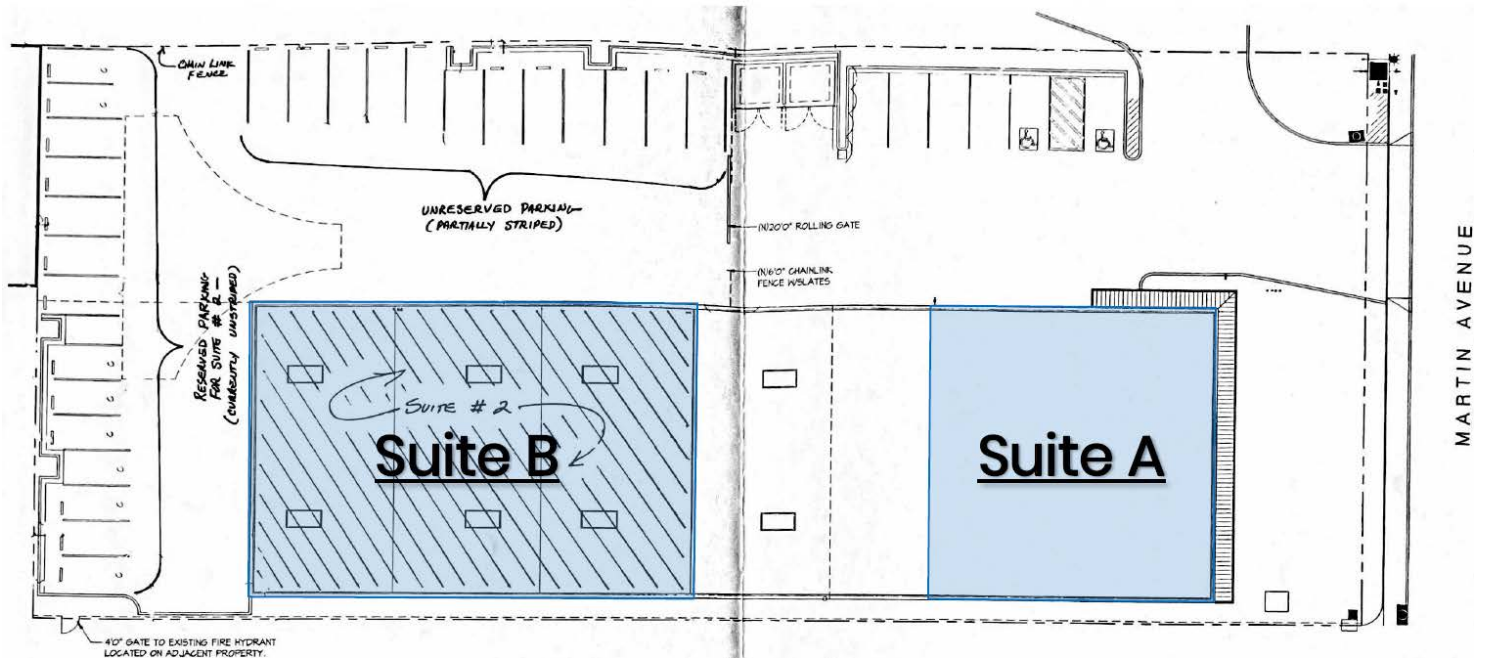 CHAIN LINK
FENCE
UNRESERVED PARKING
(PARTIALLY STRIPED)
(N)20'0" ROLLING GATE
(N)6'0" CHAINLINK
FENCE W/SLATES
RESERVED PARKING
FOR SUITE # 2 —
(CURRENTLY UNSTRIPED)
SUITE # 2
Suite B
Suite A
MARTIN AVENUE
4'0" GATE TO EXISTING FIRE HYDRANT
LOCATED ON ADJACENT PROPERTY.